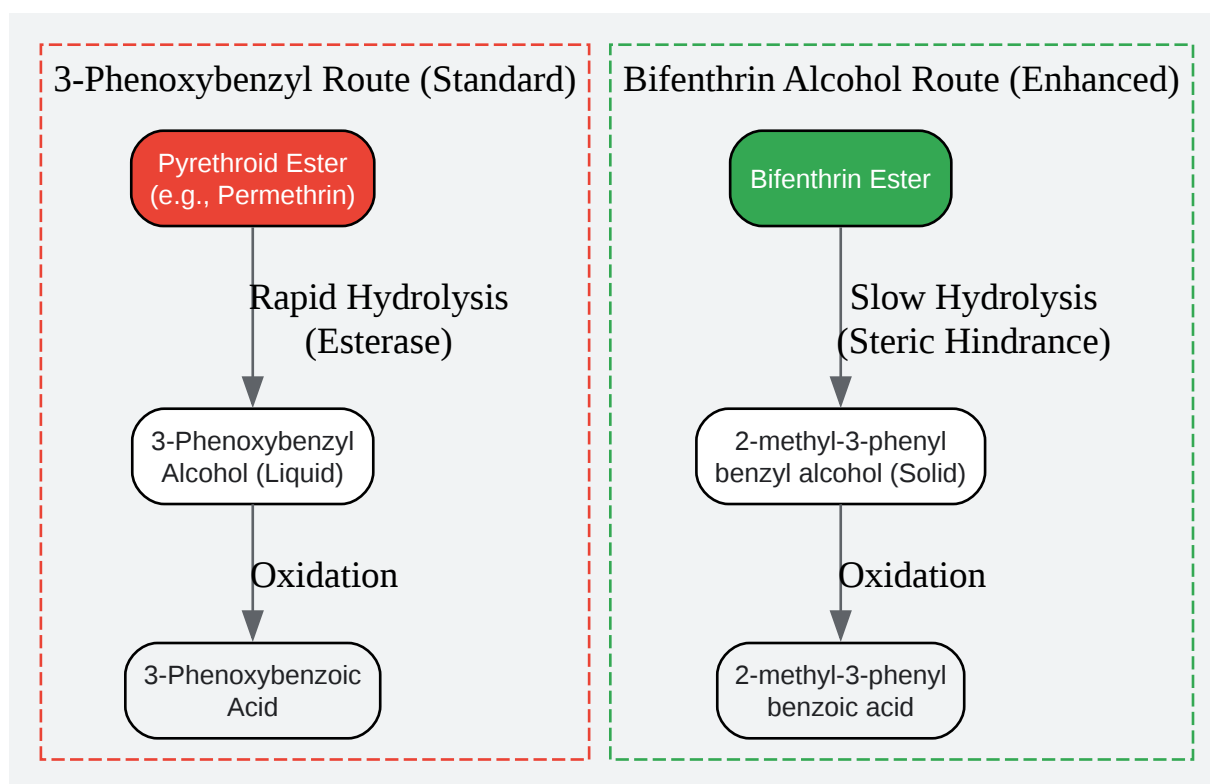 3-Phenoxybenzyl Route (Standard)
Pyrethroid Ester
(e.g., Permethrin)
Rapid Hydrolysis
(Esterase)
3-Phenoxybenzyl
Alcohol (Liquid)
Oxidation
3-Phenoxybenzoic
Acid
Bifenthrin Alcohol Route (Enhanced)
Bifenthrin Ester
Slow Hydrolysis
(Steric Hindrance)
2-methyl-3-phenyl
benzyl alcohol (Solid)
Oxidation
2-methyl-3-phenyl
benzoic acid